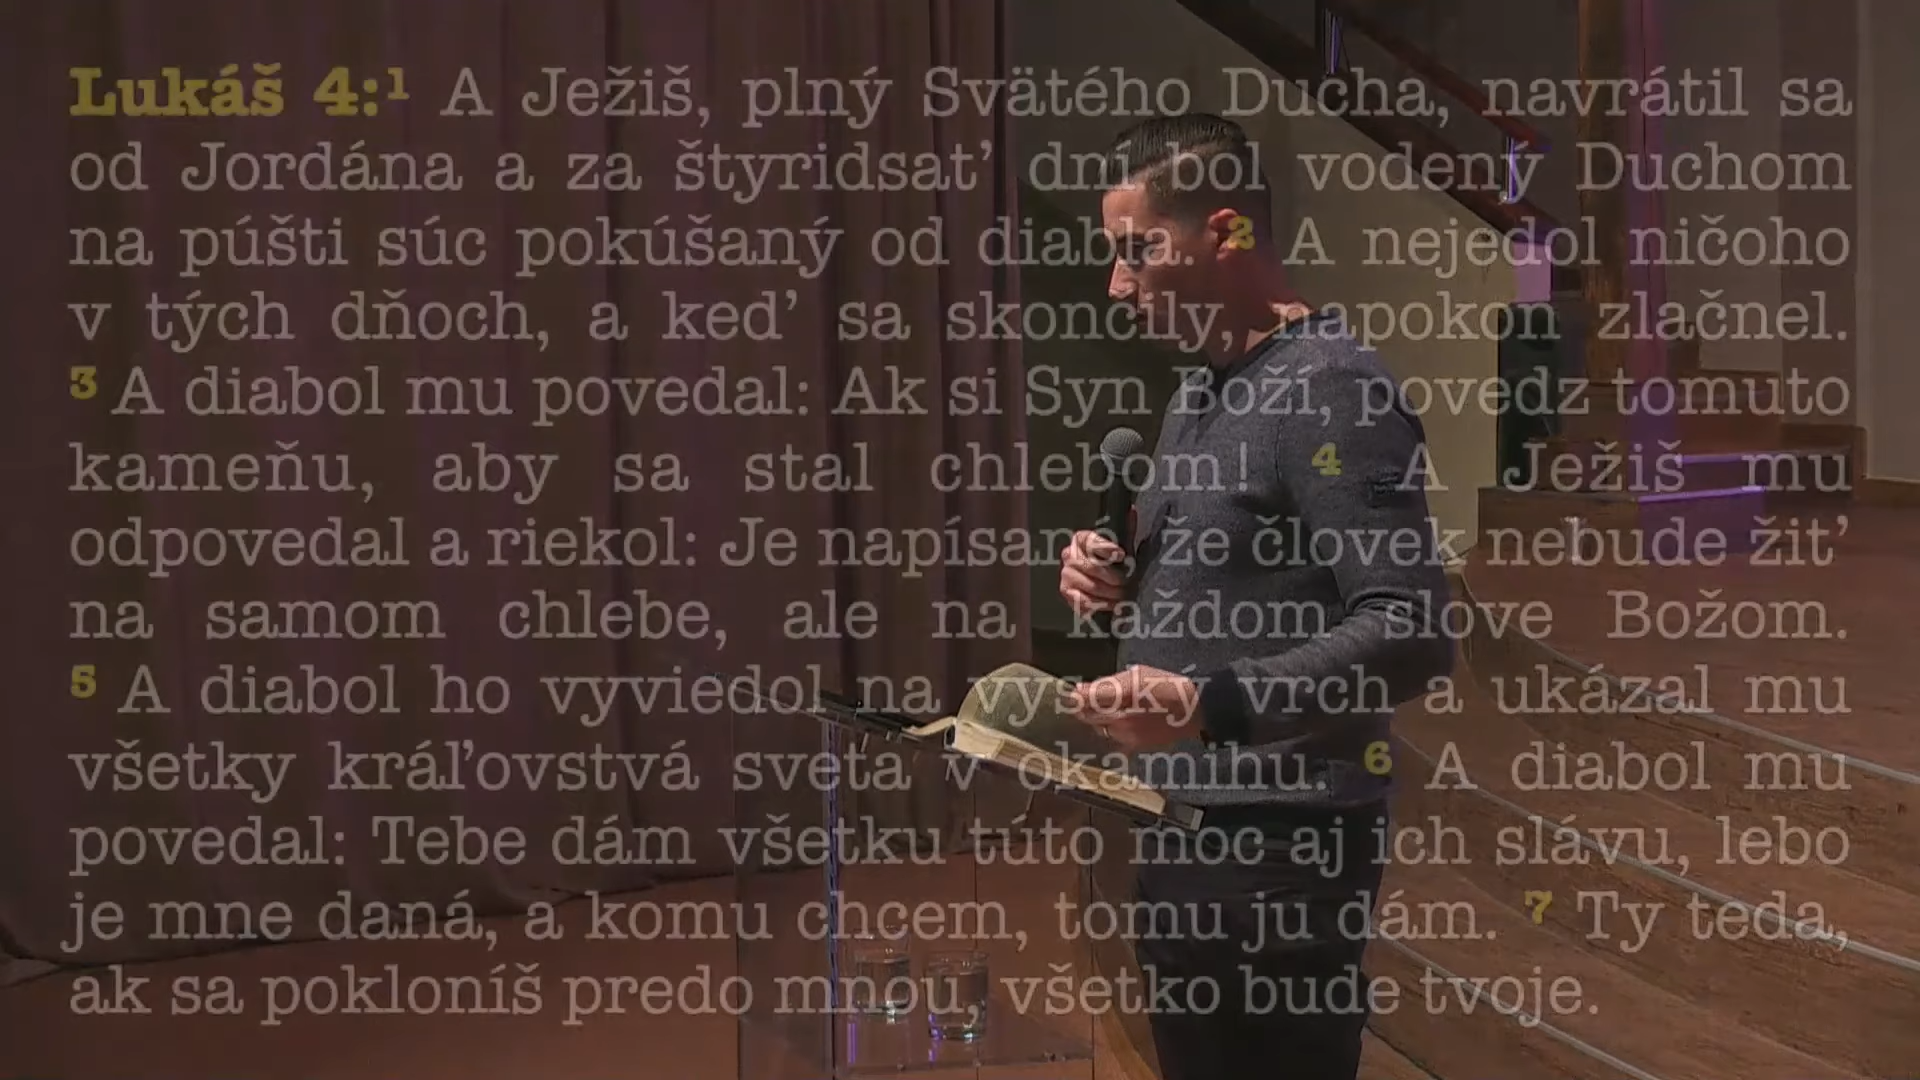 Lukáš 4:1 A Ježiš, plný Svätého Ducha, navrátil sa
od Jordána a za štyridsať dní bol vodený Duchom
na púšti súc pokúšaný od diabla. 2 A nejedol ničoho
v tých dňoch, a keď sa skončily, napokon zlačnel.
3 A diabol mu povedal: Ak si Syn Boží, povedz tomuto
kameňu, aby sa stal chlebom! 4 A Ježiš mu
odpovedal a riekol: Je napísané, že človek nebude žiť
na samom chlebe, ale na každom slove Božom.
5 A diabol ho vyviedol na vysoký vrch a ukázal mu
všetky kráľovstvá sveta v okamihu. 6 A diabol mu
povedal: Tebe dám všetku túto moc aj ich slávu, lebo
je mne daná, a komu chcem, tomu ju dám. 7 Ty teda,
ak sa pokloníš predo mnou, všetko bude tvoje.